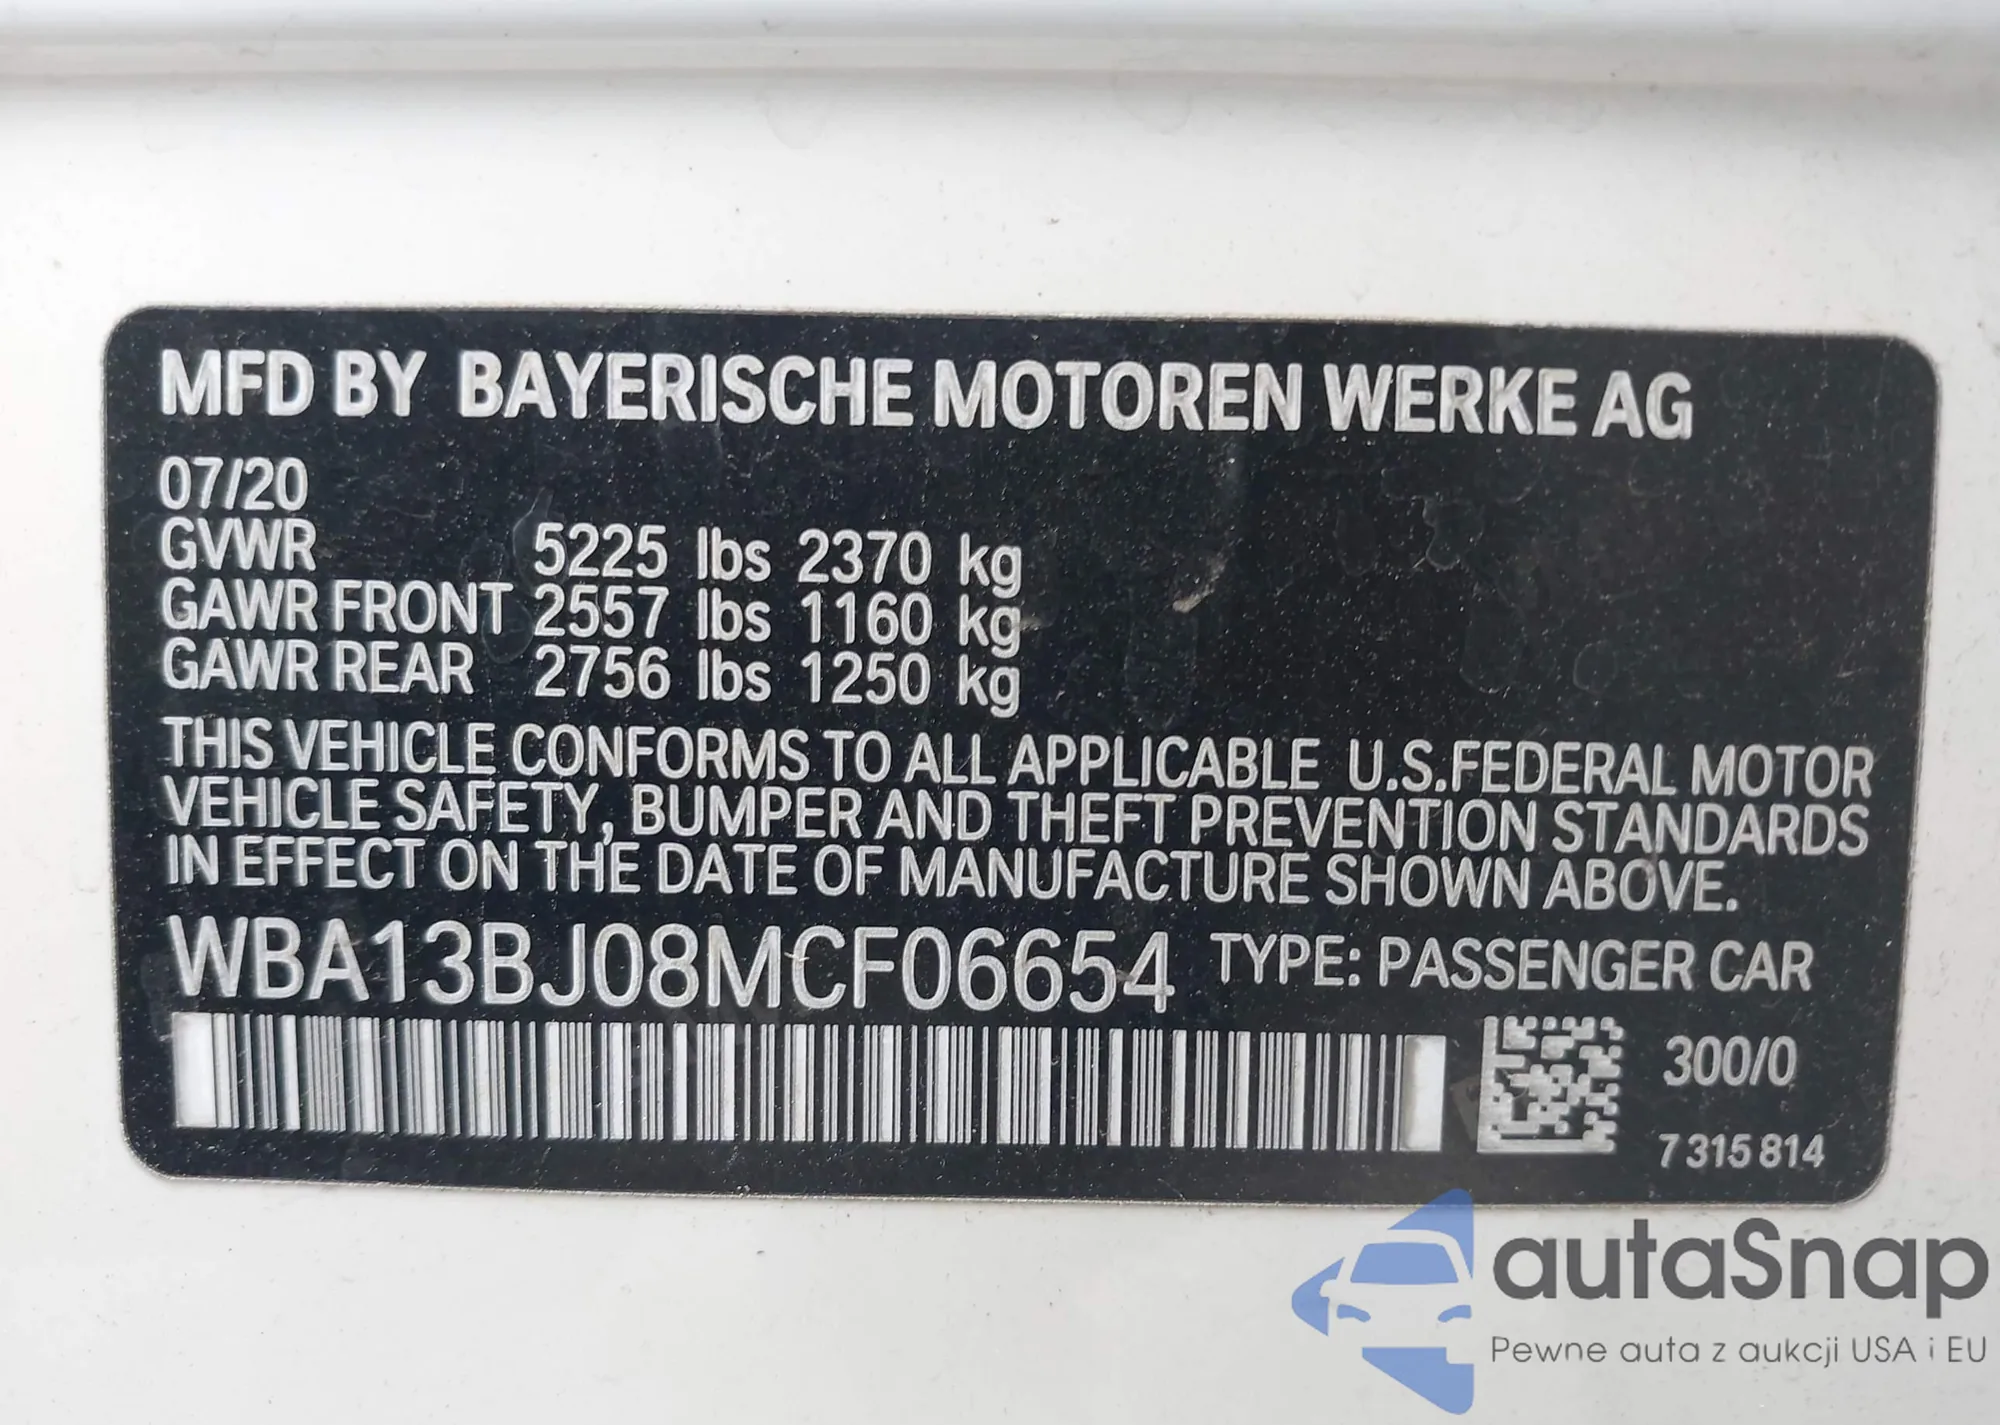 MFD BY BAYERISCHE MOTOREN WERKE AG
07/20
GVWR 5225 lbs 2370 kg
GAWR FRONT 2557 lbs 1160 kg
GAWR REAR 2756 lbs 1250 kg
THIS VEHICLE CONFORMS TO ALL APPLICABLE U.S.FEDERAL MOTOR
VEHICLE SAFETY, BUMPER AND THEFT PREVENTION STANDARDS
IN EFFECT ON THE DATE OF MANUFACTURE SHOWN ABOVE.
WBA13BJ08MCF06654 TYPE: PASSENGER CAR
300/0
7 315 814
autaSnap
Pewne auta z aukcji USA i EU